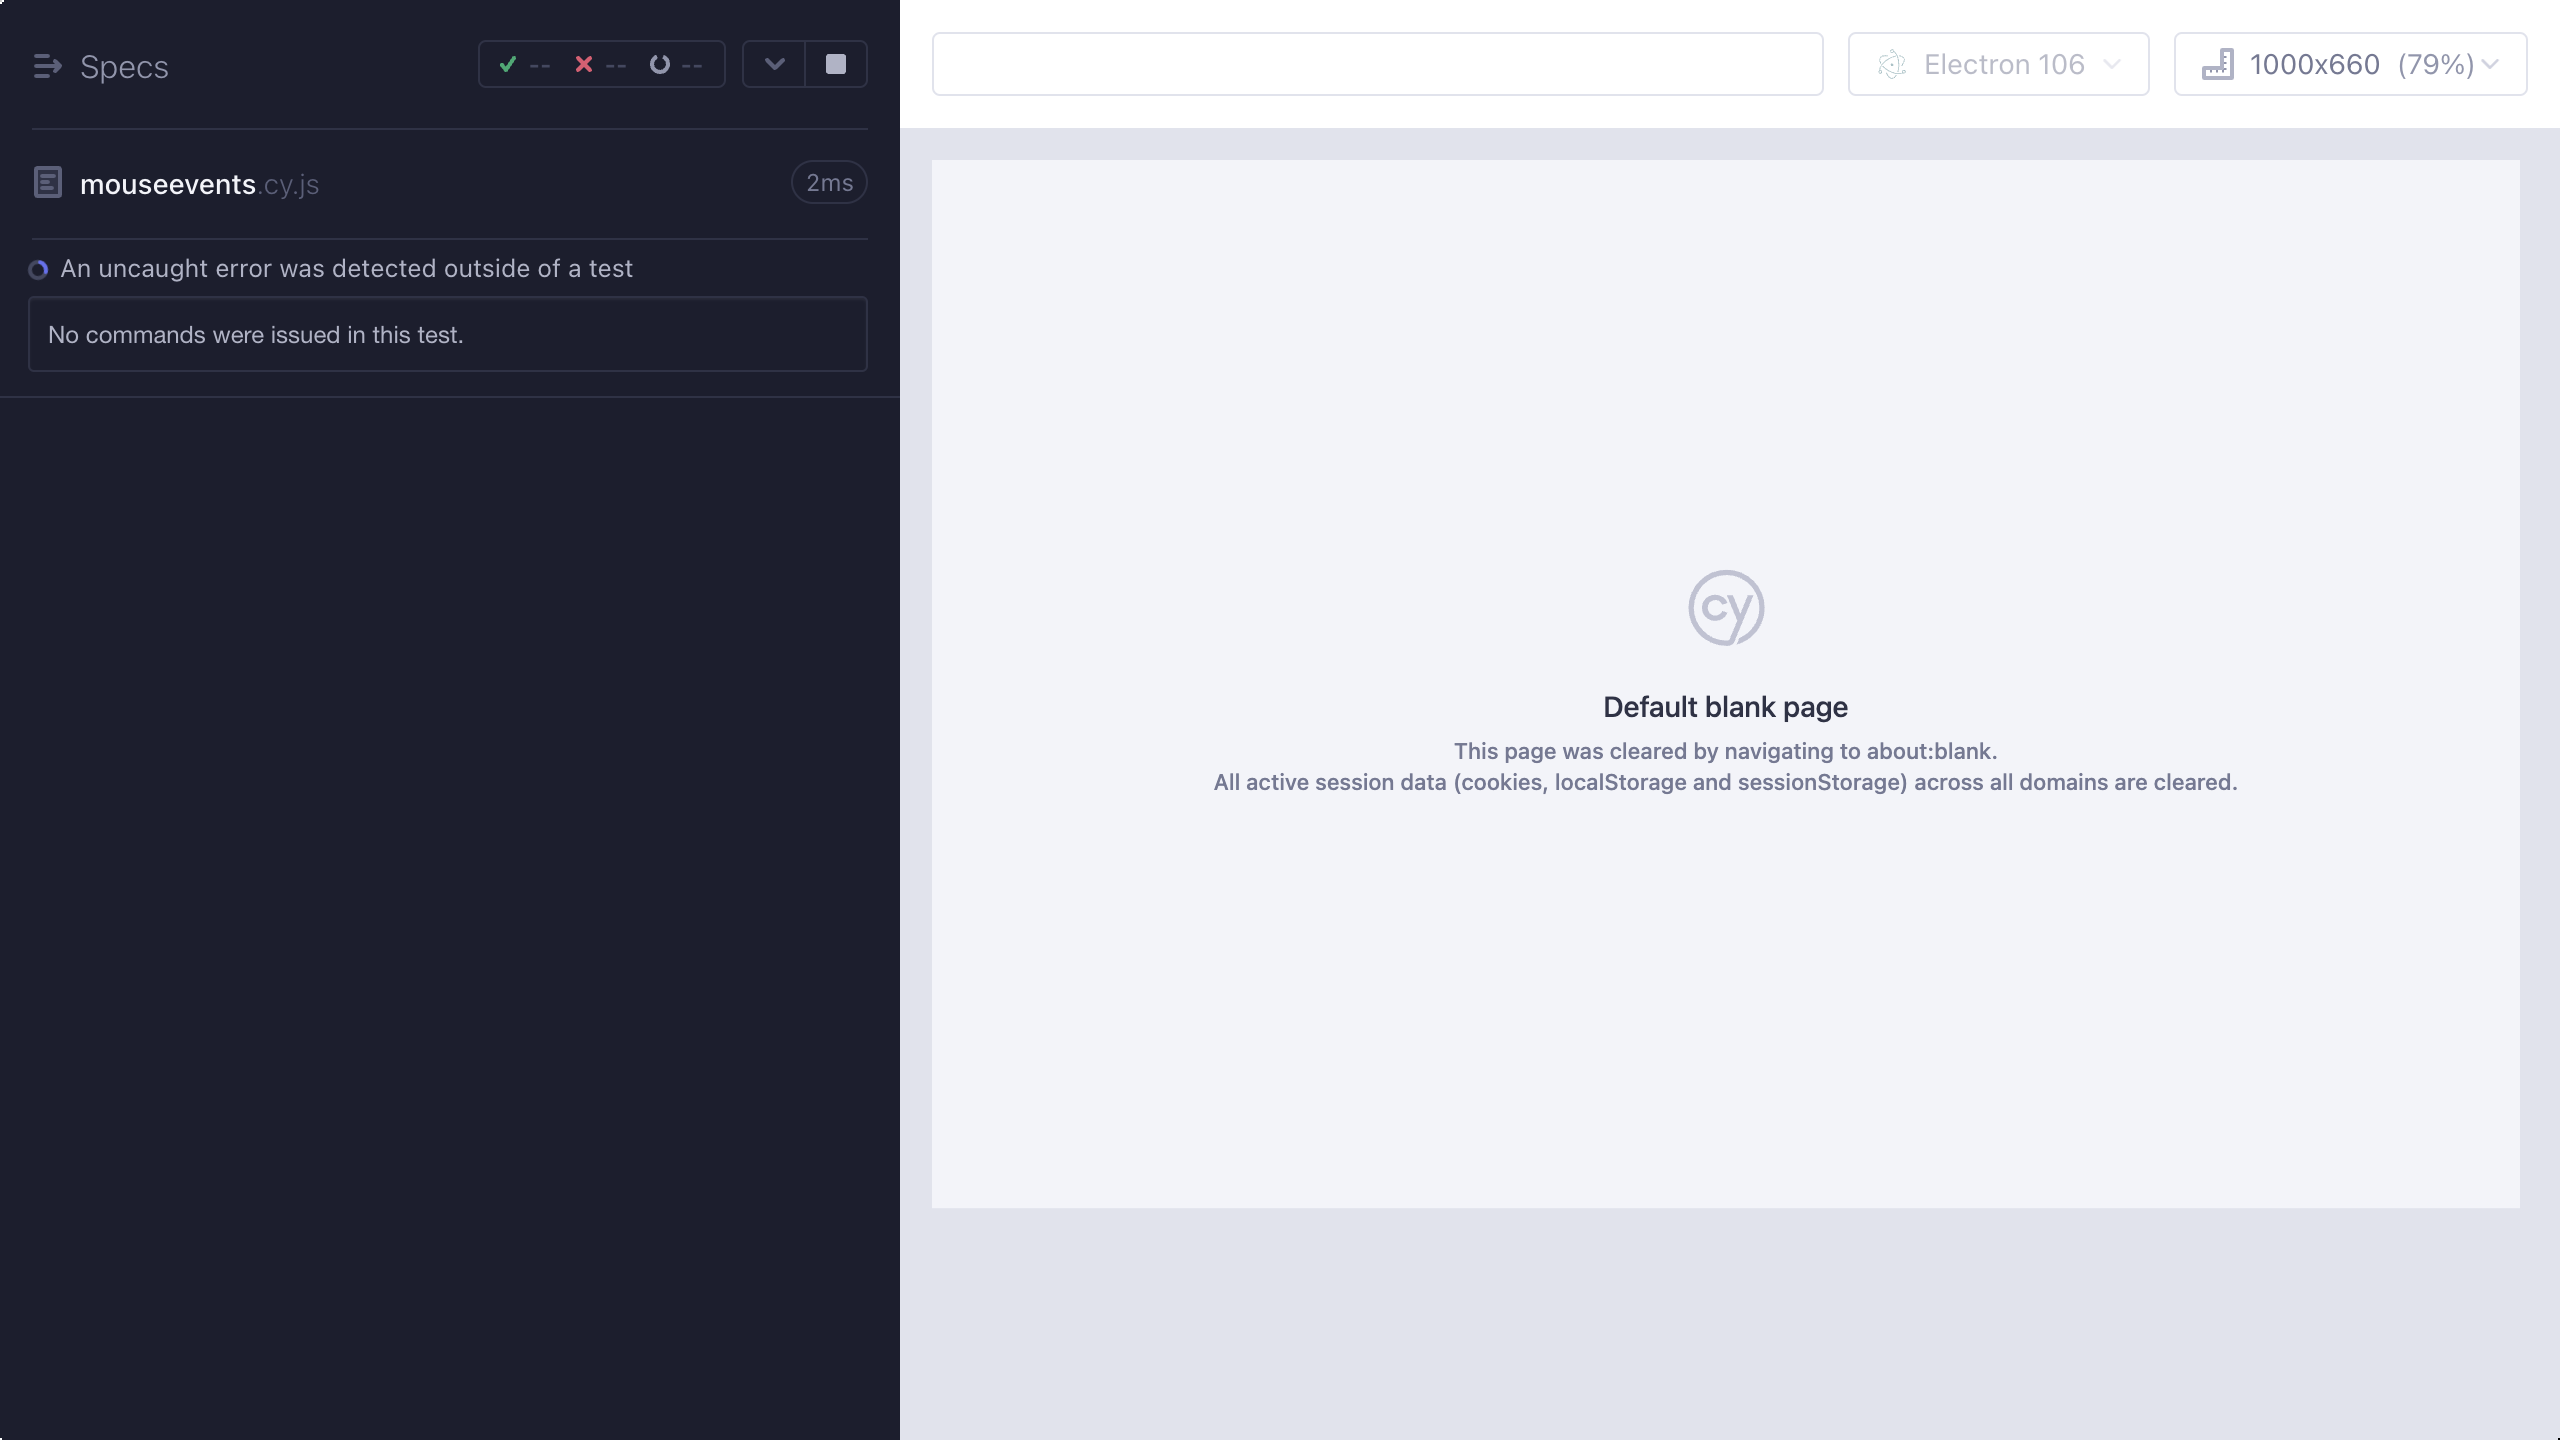 Specs
-- -- --
mouseevents.cy.js
2ms
An uncaught error was detected outside of a test
No commands were issued in this test.
Electron 106
1000x660 (79%)
cy
Default blank page
This page was cleared by navigating to about:blank.
All active session data (cookies, localStorage and sessionStorage) across all domains are cleared.